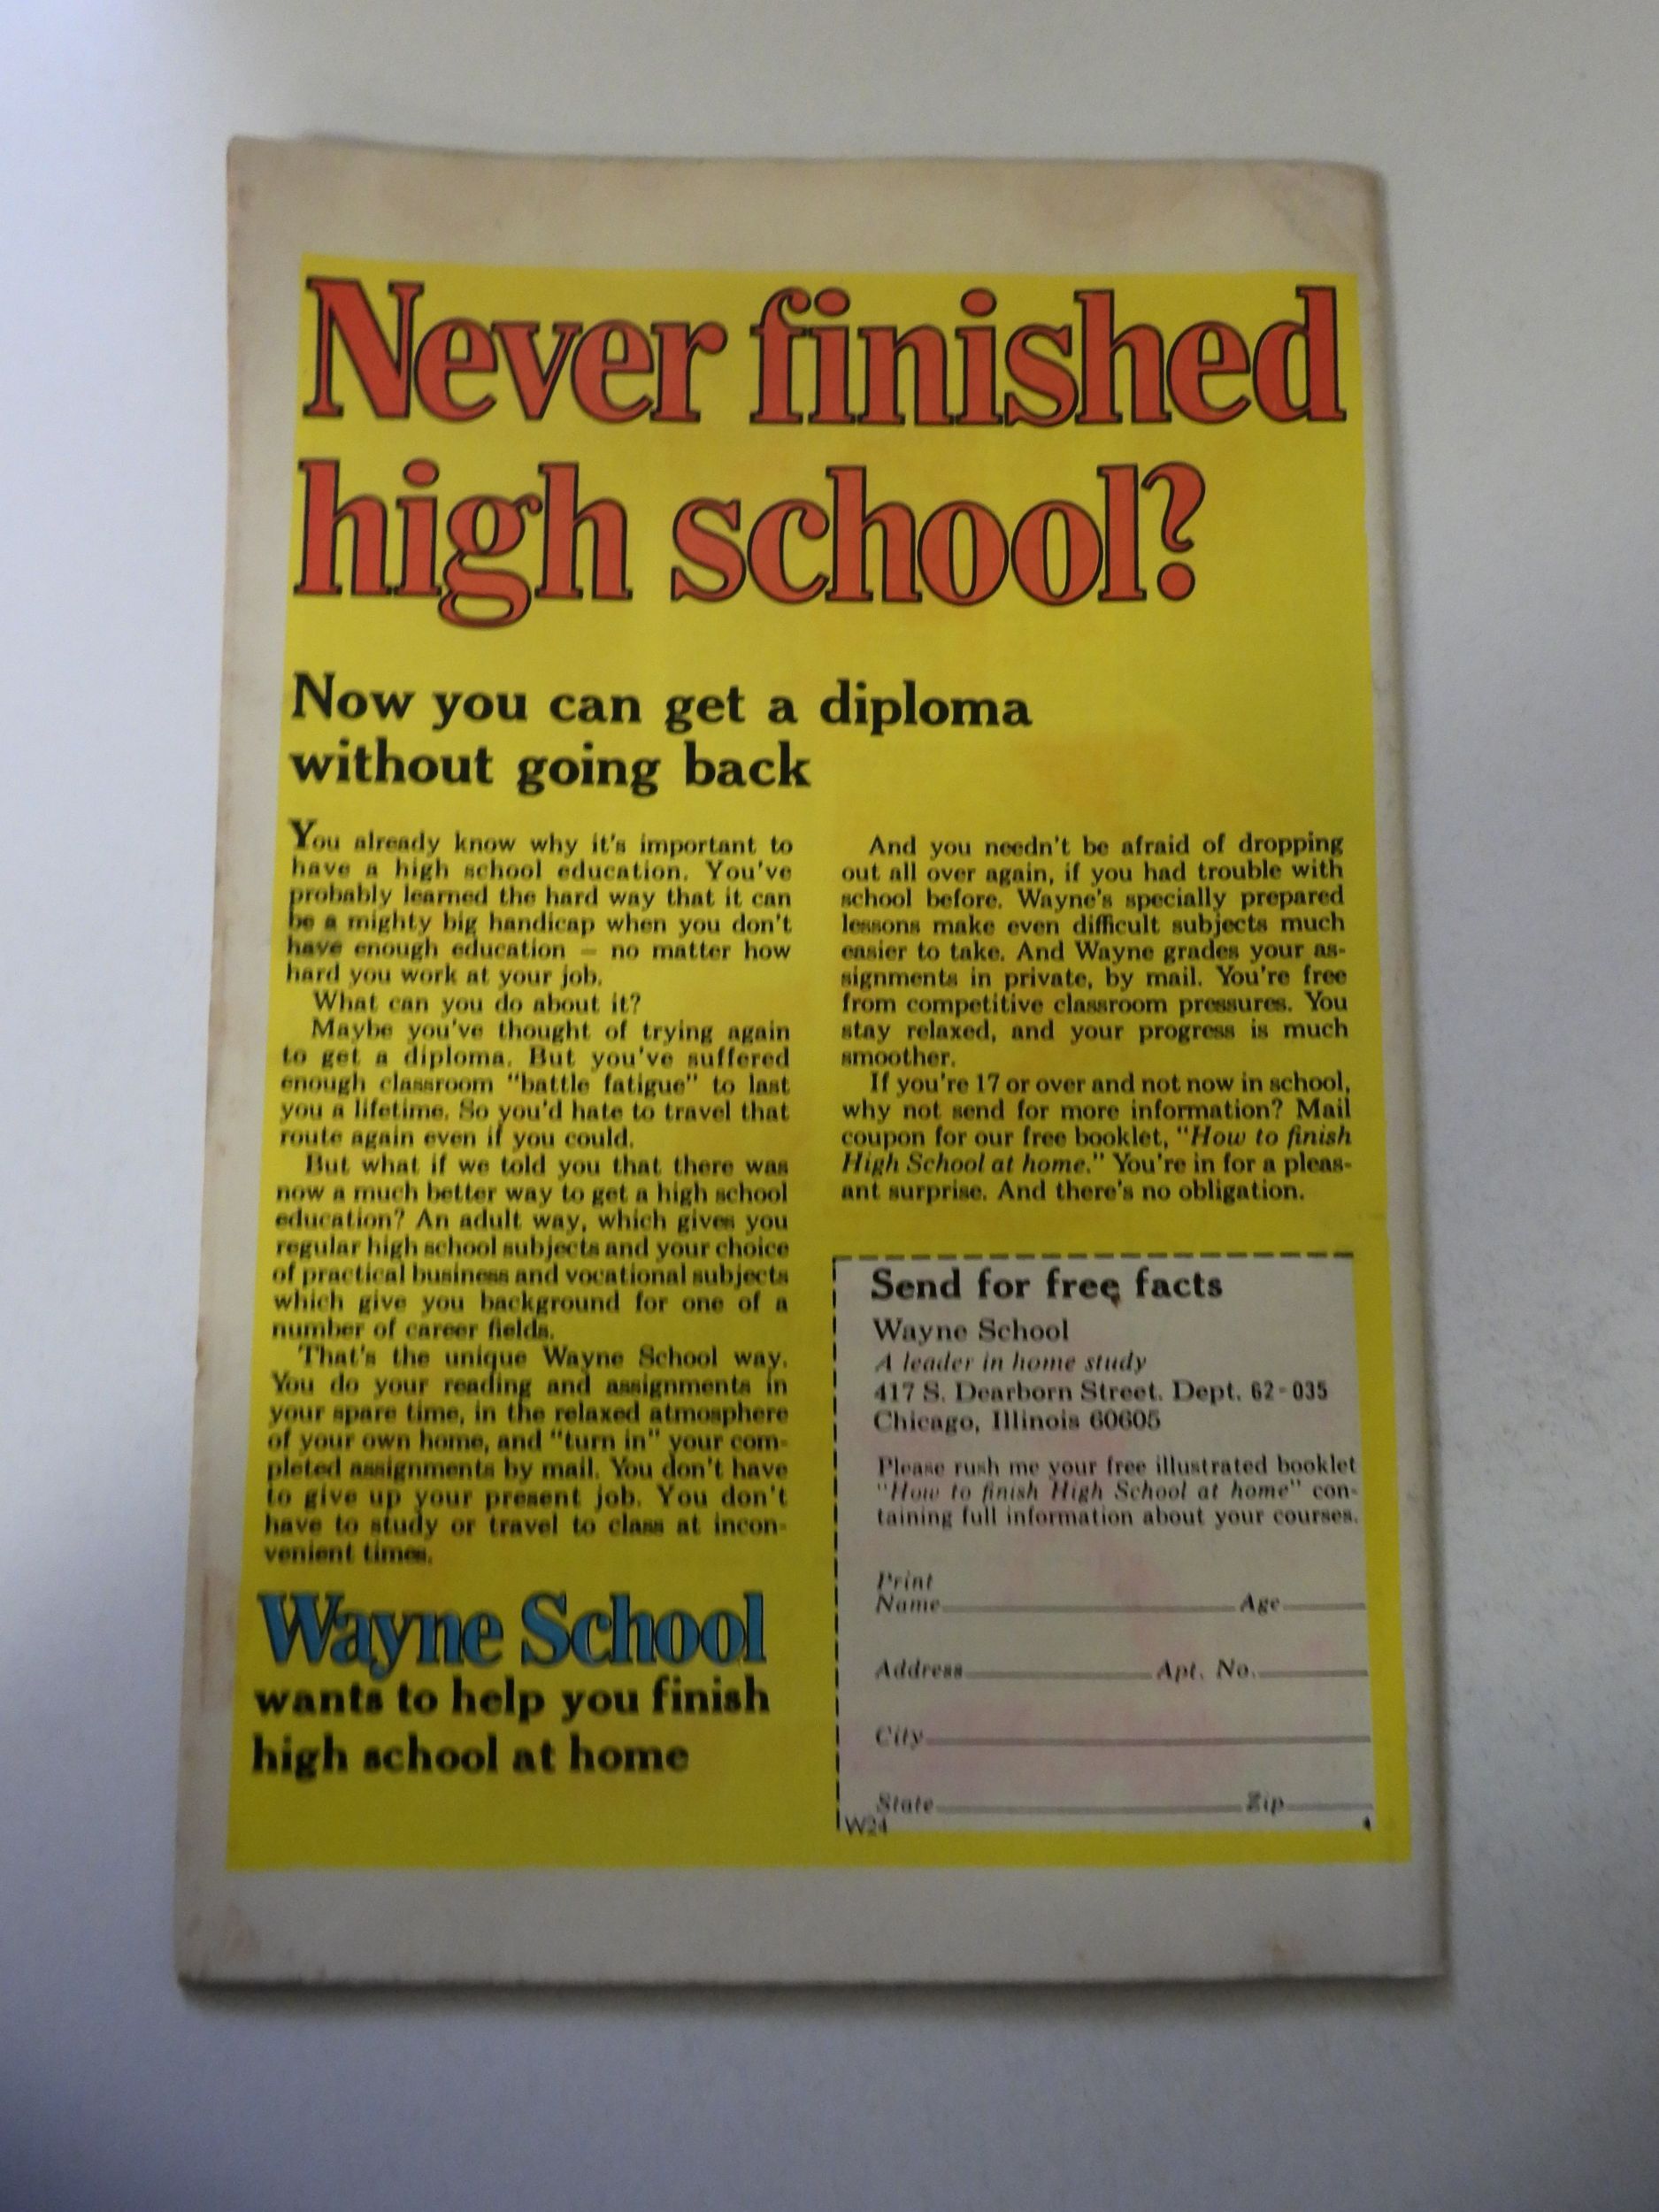 Never finished
high school?
Now you can get a diploma
without going back
You already know why it's important to
have a high school education. You've
probably learned the hard way that it can
be a mighty big handicap when you don't
have enough education – no matter how
hard you work at your job.
What can you do about it?
Maybe you've thought of trying again
to get a diploma. But you've suffered
enough classroom "battle fatigue" to last
you a lifetime. So you'd hate to travel that
route again even if you could.
But what if we told you that there was
now a much better way to get a high school
education? An adult way, which gives you
regular high school subjects and your choice
of practical business and vocational subjects
which give you background for one of a
number of career fields.
That's the unique Wayne School way.
You do your reading and assignments in
your spare time, in the relaxed atmosphere
of your own home, and "turn in" your com-
pleted assignments by mail. You don't have
to give up your present job. You don't
have to study or travel to class at incon-
venient times.
Wayne School
wants to help you finish
high school at home
And you needn't be afraid of dropping
out all over again, if you had trouble with
school before. Wayne's specially prepared
lessons make even difficult subjects much
easier to take. And Wayne grades your as-
signments in private, by mail. You're free
from competitive classroom pressures. You
stay relaxed, and your progress is much
smoother.
If you're 17 or over and not now in school,
why not send for more information? Mail
coupon for our free booklet, "How to finish
High School at home." You're in for a pleas-
ant surprise. And there's no obligation.
Send for free facts
Wayne School
A leader in home study
417 S. Dearborn Street. Dept. 62-035
Chicago, Illinois 60605
Please rush me your free illustrated booklet
"How to finish High School at home" con-
taining full information about your courses.
Print
Name Age
Address Apt. No.
City
State Zip
W24